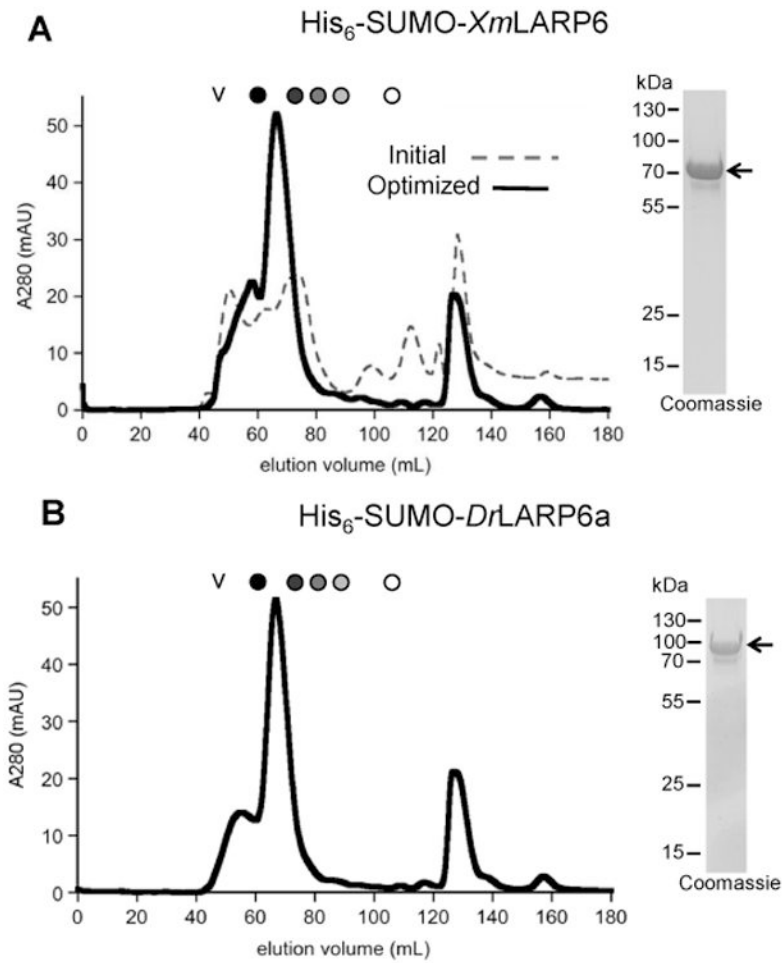 A
His6-SUMO-XmLARP6
V
Initial
Optimized
A280 (mAU)
50
40
30
20
10
0
0 20 40 60 80 100 120 140 160 180
elution volume (mL)
kDa
130
100
70
55
25
15
Coomassie
B
His6-SUMO-DrLARP6a
V
A280 (mAU)
50
40
30
20
10
0
0 20 40 60 80 100 120 140 160 180
elution volume (mL)
kDa
130
100
70
55
25
15
Coomassie